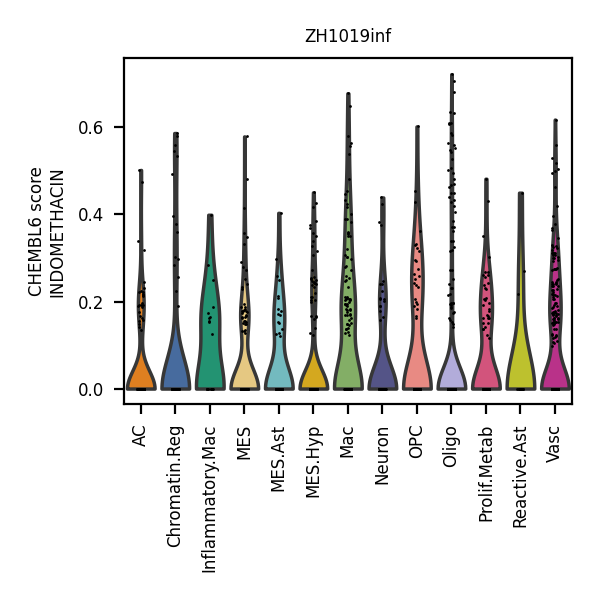 ZH1019inf
CHEMBL6 score
INDOMETHACIN
0.6
0.4
0.2
0.0
AC
Chromatin.Reg
Inflammatory.Mac
MES
MES.Ast
MES.Hyp
Mac
Neuron
OPC
Oligo
Prolif.Metab
Reactive.Ast
Vasc